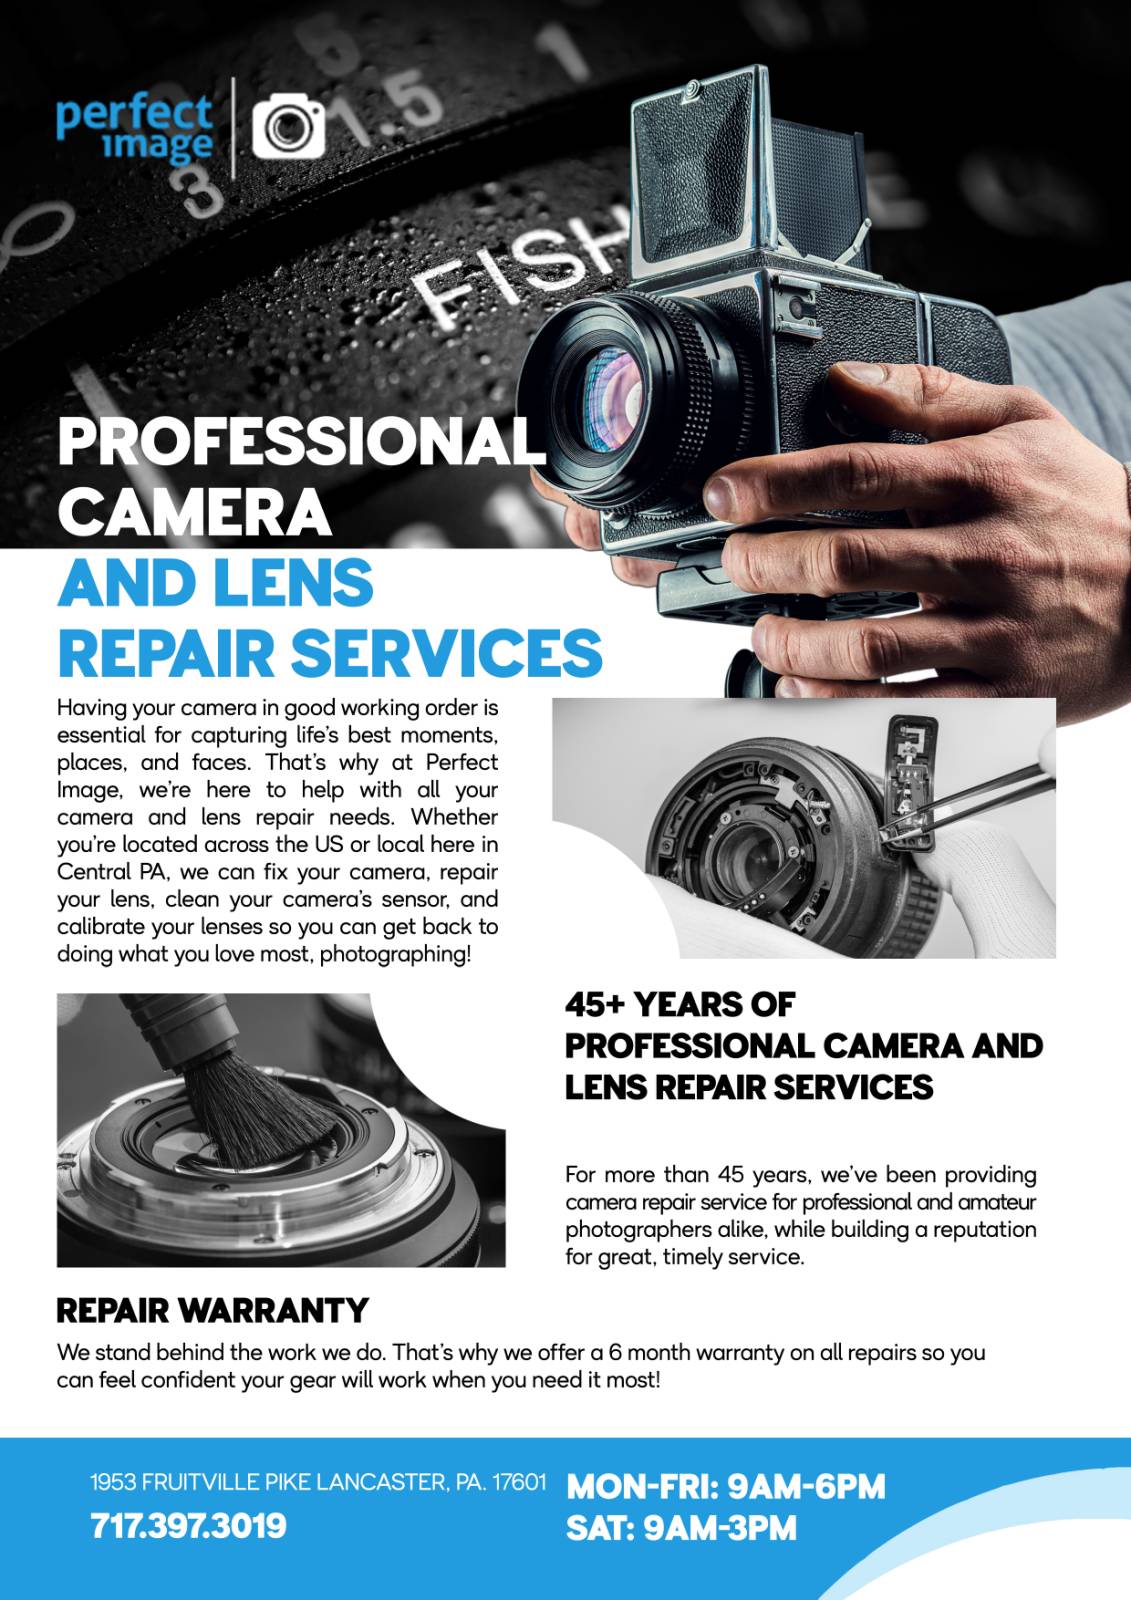 perfect
image
5
1
1.5
3
FISH
PROFESSIONAL
CAMERA
AND LENS
REPAIR SERVICES
Having your camera in good working order is
essential for capturing life's best moments,
places, and faces. That's why at Perfect
Image, we're here to help with all your
camera and lens repair needs. Whether
you're located across the US or local here in
Central PA, we can fix your camera, repair
your lens, clean your camera's sensor, and
calibrate your lenses so you can get back to
doing what you love most, photographing!
45+ YEARS OF
PROFESSIONAL CAMERA AND
LENS REPAIR SERVICES
For more than 45 years, we've been providing
camera repair service for professional and amateur
photographers alike, while building a reputation
for great, timely service.
REPAIR WARRANTY
We stand behind the work we do. That's why we offer a 6 month warranty on all repairs so you
can feel confident your gear will work when you need it most!
1953 FRUITVILLE PIKE LANCASTER, PA. 17601
717.397.3019
MON-FRI: 9AM-6PM
SAT: 9AM-3PM